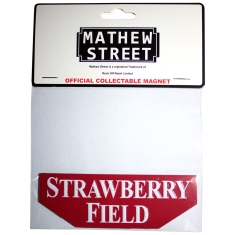 MATHEW
STREET
Mathew Street is a registered Trademark of
OFFICIAL COLLECTABLE MAGNET
STRAWBERRY
FIELD